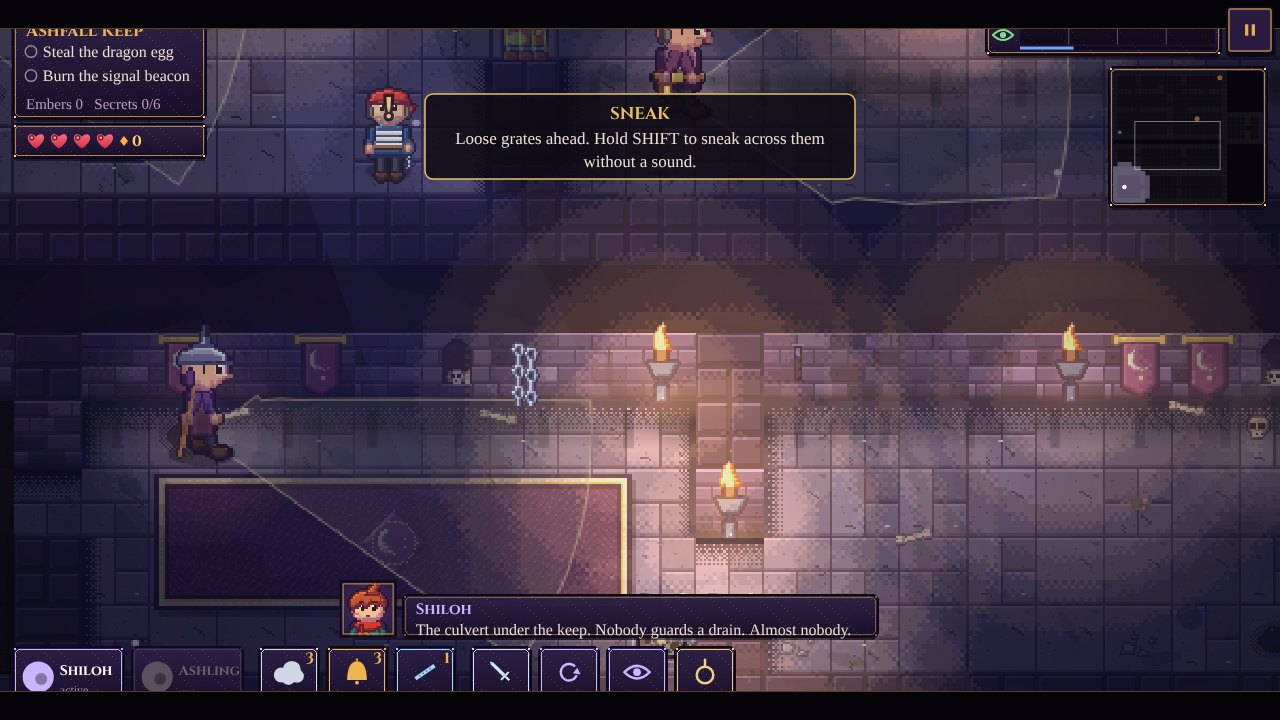 ASHFALL KEEP
Steal the dragon egg
Burn the signal beacon
Embers 0 Secrets 0/6
0
SNEAK
Loose grates ahead. Hold SHIFT to sneak across them
without a sound.
SHILOH
The culvert under the keep. Nobody guards a drain. Almost nobody.
SHILOH
active
ASHLING
3
3
1